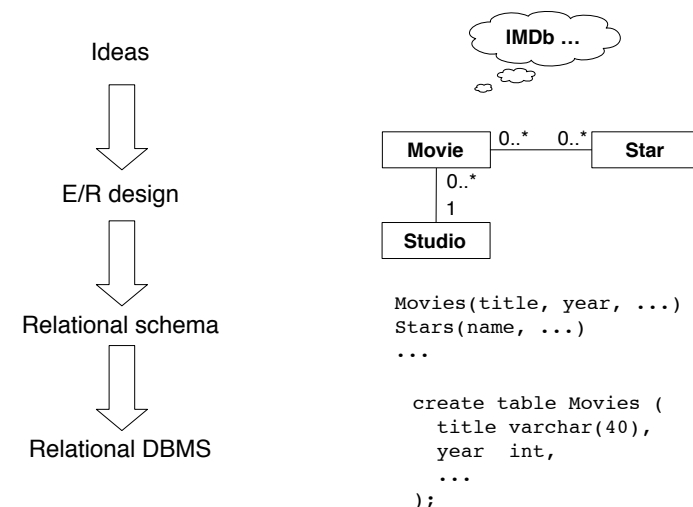 Ideas
IMDb …
E/R design
Movie 0..* 0..* Star
0..*
1
Studio
Relational schema
Movies(title, year, ...)
Stars(name, ...)
...
Relational DBMS
create table Movies (
title varchar(40),
year  int,
...
);